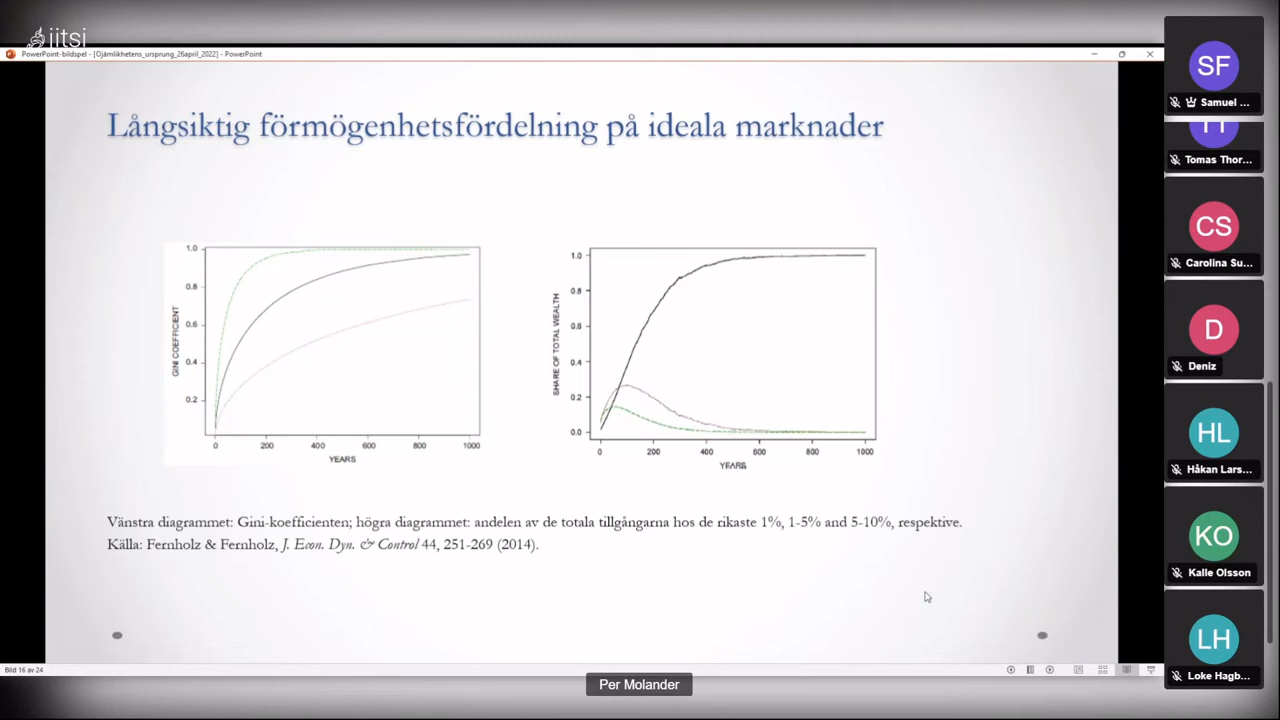 jitsi
PowerPoint-bildspel - [Ojämlikhetens_ursprung_26april_2022] - PowerPoint
Långsiktig förmögenhetsfördelning på ideala marknader
GINI COEFFICIENT
1.0
0.8
0.6
0.4
0.2
0
200
400
600
800
1000
YEARS
SHARE OF TOTAL WEALTH
1.0
0.8
0.6
0.4
0.2
0.0
0
200
400
600
800
1000
YEARS
Vänstra diagrammet: Gini-koefficienten; högra diagrammet: andelen av de totala tillgångarna hos de rikaste 1%, 1-5% and 5-10%, respektive.
Källa: Fernholz & Fernholz, J. Econ. Dyn. & Control 44, 251-269 (2014).
Bild 16 av 24
Per Molander
SF
Samuel ...
TT
Tomas Thor...
CS
Carolina Su...
D
Deniz
HL
Håkan Lars...
KO
Kalle Olsson
LH
Loke Hagb...